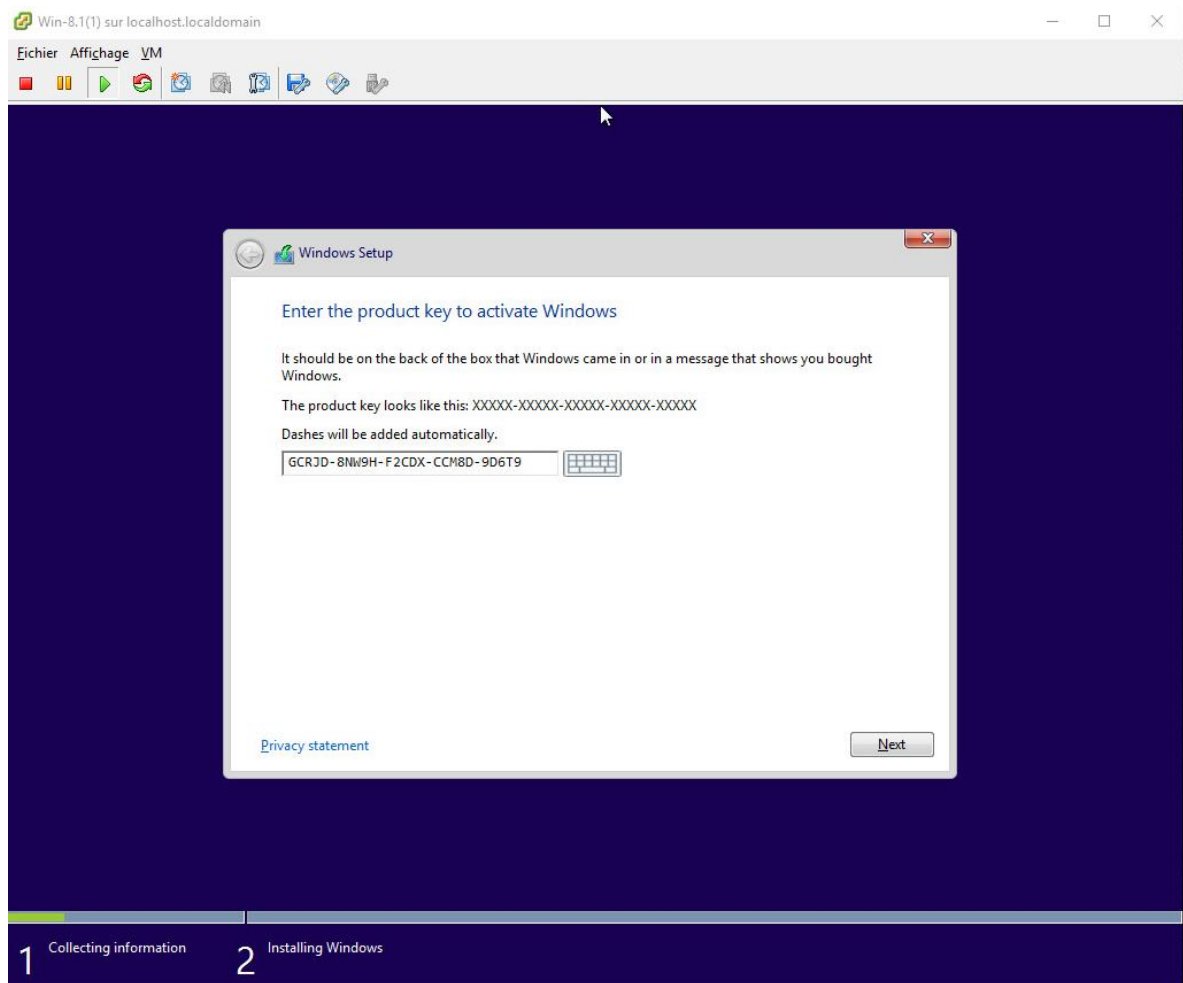 Win-8.1(1) sur localhost.localdomain
Fichier Affichage VM
Windows Setup
Enter the product key to activate Windows
It should be on the back of the box that Windows came in or in a message that shows you bought
Windows.
The product key looks like this: XXXXX-XXXXX-XXXXX-XXXXX-XXXXX
Dashes will be added automatically.
GCRJD-8NW9H-F2CDX-CCM8D-9D6T9
Privacy statement
Next
1 Collecting information
2 Installing Windows